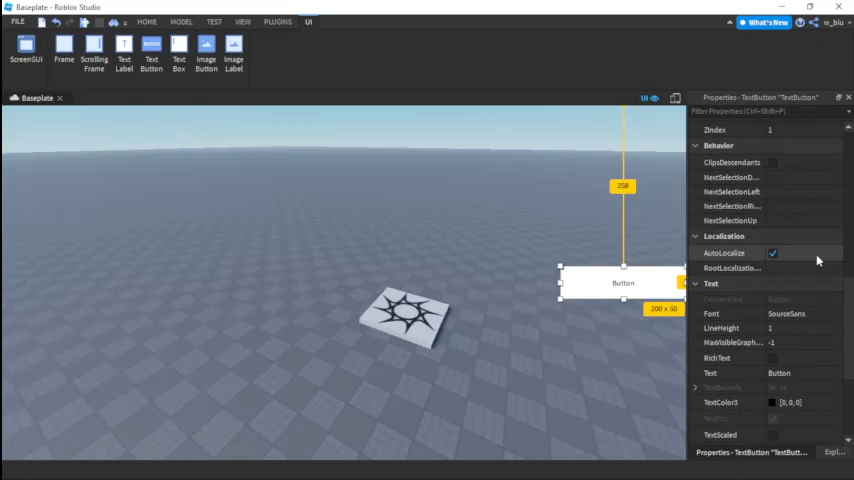 Baseplate - Roblox Studio
FILE HOME MODEL TEST VIEW PLUGINS UI What's New w_blu
ScreenGUI Frame Scrolling Frame Text Label Text Button Text Box Image Button Image Label
Baseplate UI
Properties - TextButton "TextButton"
Filter Properties (Ctrl+Shift+P)
ZIndex 1
Behavior
ClipsDescendants
NextSelectionD...
NextSelectionLeft
NextSelectionRi...
NextSelectionUp
Localization
AutoLocalize
RootLocalizatio...
Text
ContentText Button
Font SourceSans
LineHeight 1
MaxVisibleGraph... -1
RichText
Text Button
TextBounds
TextColor3 [0, 0, 0]
TextFits
TextScaled
258
Button
200 x 50
Properties - TextButton "TextButt... Expl...